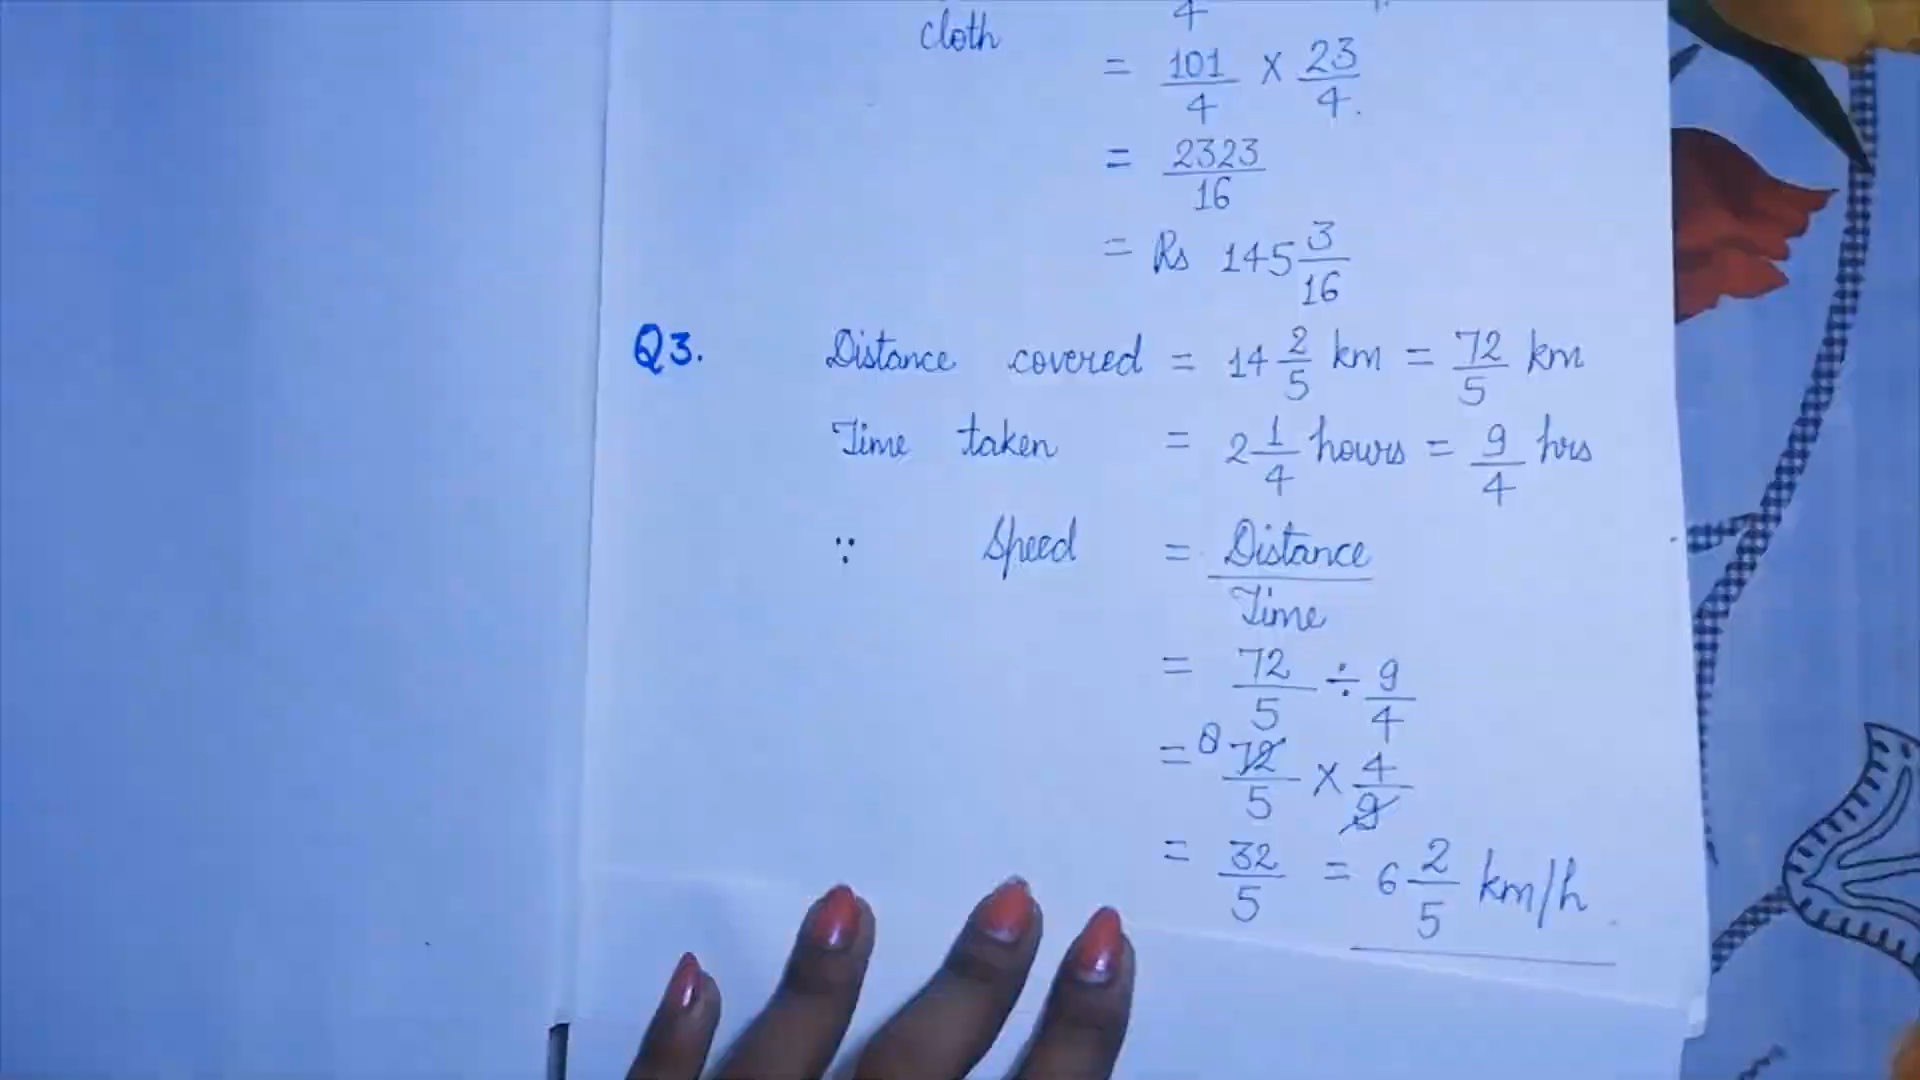 cloth 4
= 101/4 × 23/4.
= 2323/16
= Rs 145 3/16
Q3. Distance covered = 14 2/5 km = 72/5 km
Time taken = 2 1/4 hours = 9/4 hrs
∵ Speed = Distance/Time
= 72/5 ÷ 9/4
= 8 72/5 × 4/9
= 32/5 = 6 2/5 km/h